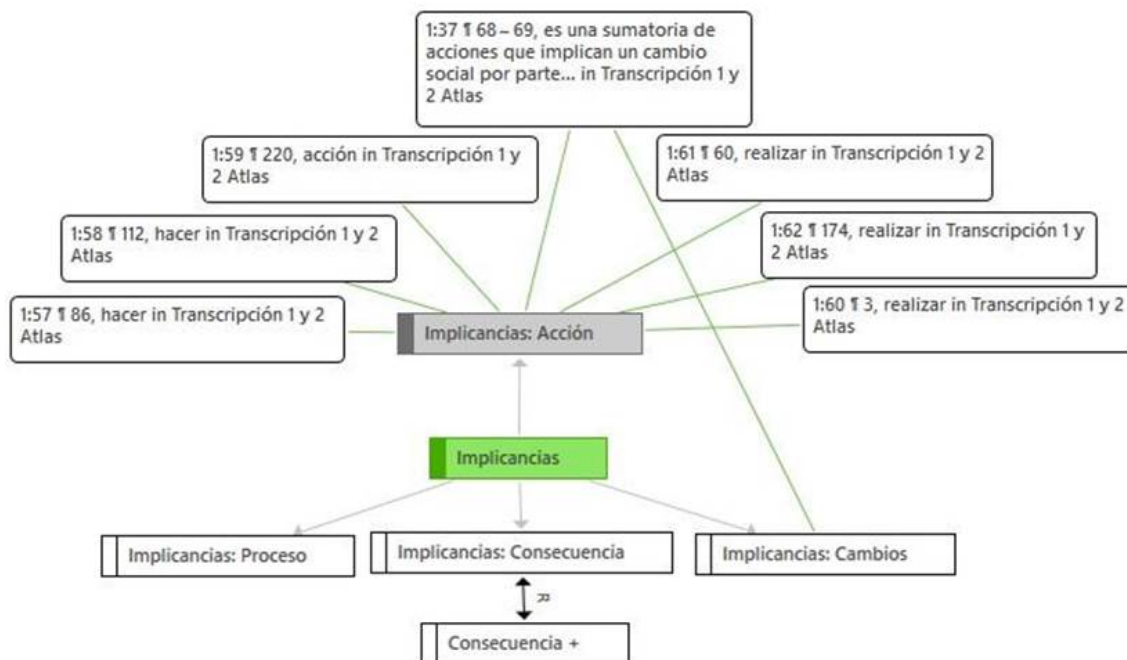 1:37 ¶ 68 – 69, es una sumatoria de
acciones que implican un cambio
social por parte... in Transcripción 1 y
2 Atlas
1:59 ¶ 220, acción in Transcripción 1 y
2 Atlas
1:61 ¶ 60, realizar in Transcripción 1 y 2
Atlas
1:58 ¶ 112, hacer in Transcripción 1 y 2
Atlas
1:62 ¶ 174, realizar in Transcripción 1 y
2 Atlas
1:57 ¶ 86, hacer in Transcripción 1 y 2
Atlas
1:60 ¶ 3, realizar in Transcripción 1 y 2
Atlas
Implicancias: Acción
Implicancias
Implicancias: Proceso
Implicancias: Consecuencia
Implicancias: Cambios
R
Consecuencia +